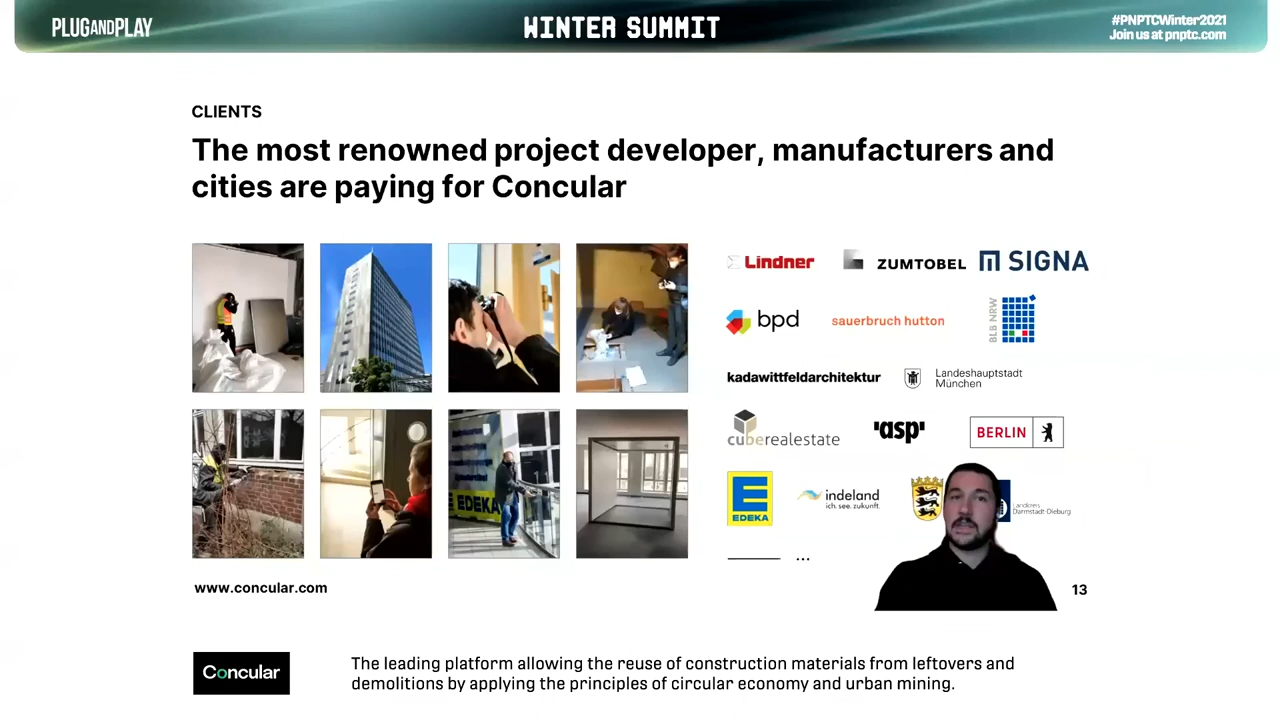 PLUGANDPLAY
WINTER SUMMIT
#PNPTCWinter2021
Join us at pnptc.com
CLIENTS
The most renowned project developer, manufacturers and
cities are paying for Concular
Lindner
ZUMTOBEL
SIGNA
bpd
sauerbruch hutton
BLB NRW
kadawittfeldarchitektur
Landeshauptstadt
München
cuberealestate
'asp'
BERLIN
EDEKA
E
EDEKA
indeland
ich. see. zukunft.
Landkreis
Darmstadt-Dieburg
...
www.concular.com
13
Concular
The leading platform allowing the reuse of construction materials from leftovers and
demolitions by applying the principles of circular economy and urban mining.